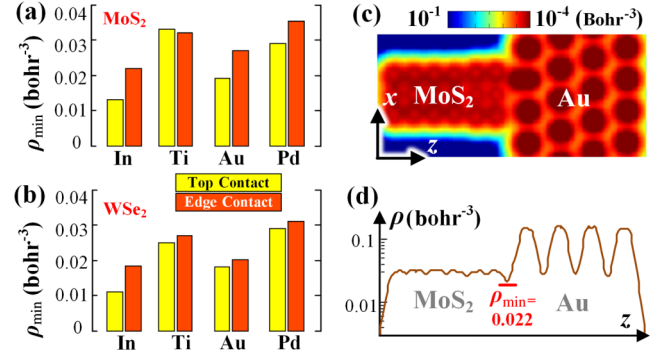 (a)
MoS₂
ρmin (bohr⁻³)
0.04
0.03
0.02
0.01
0
In Ti Au Pd
(b)
WSe₂
Top Contact
Edge Contact
ρmin (bohr⁻³)
0.04
0.03
0.02
0.01
0
In Ti Au Pd
(c)
10⁻¹ 10⁻⁴ (Bohr⁻³)
MoS₂ Au
x
z
(d)
ρ (bohr⁻³)
0.1
0.01
MoS₂ Au
ρmin=
0.022
z